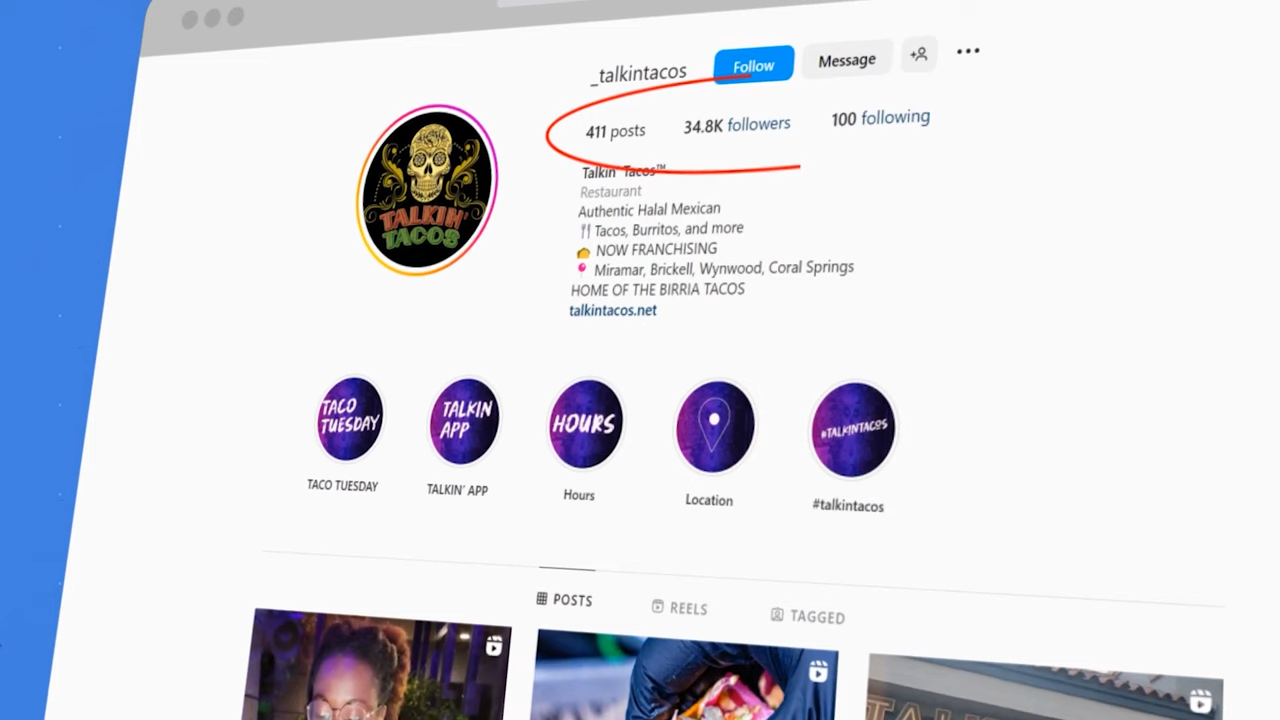 _talkintacos Follow Message
411 posts 34.8K followers 100 following
Talkin' Tacos™
Restaurant
Authentic Halal Mexican
🍴 Tacos, Burritos, and more
🌮 NOW FRANCHISING
📍 Miramar, Brickell, Wynwood, Coral Springs
HOME OF THE BIRRIA TACOS
talkintacos.net
TALKIN'
TACOS
TACO
TUESDAY
TALKIN
APP
HOURS
#TALKINTACOS
TACO TUESDAY
TALKIN' APP
Hours
Location
#talkintacos
POSTS
REELS
TAGGED